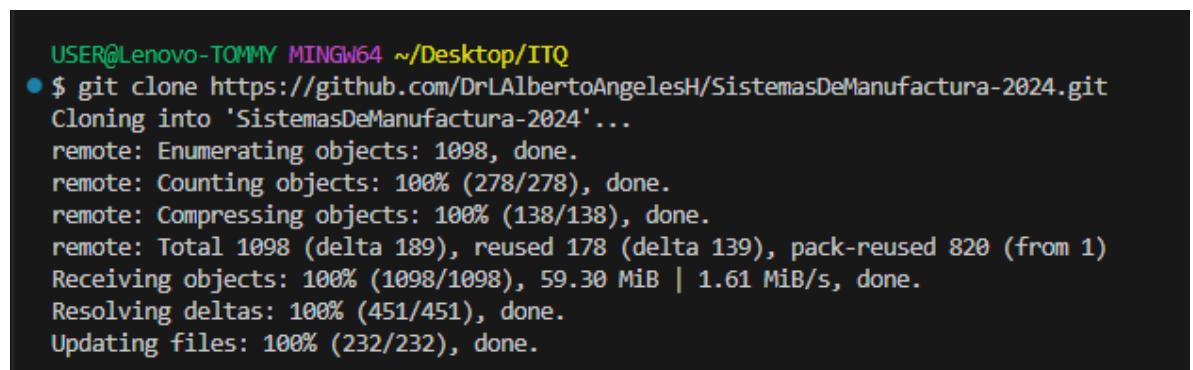 USER@Lenovo-TOMMY MINGW64 ~/Desktop/ITQ
$ git clone https://github.com/DrLAlbertoAngelesH/SistemasDeManufactura-2024.git
Cloning into 'SistemasDeManufactura-2024'...
remote: Enumerating objects: 1098, done.
remote: Counting objects: 100% (278/278), done.
remote: Compressing objects: 100% (138/138), done.
remote: Total 1098 (delta 189), reused 178 (delta 139), pack-reused 820 (from 1)
Receiving objects: 100% (1098/1098), 59.30 MiB | 1.61 MiB/s, done.
Resolving deltas: 100% (451/451), done.
Updating files: 100% (232/232), done.